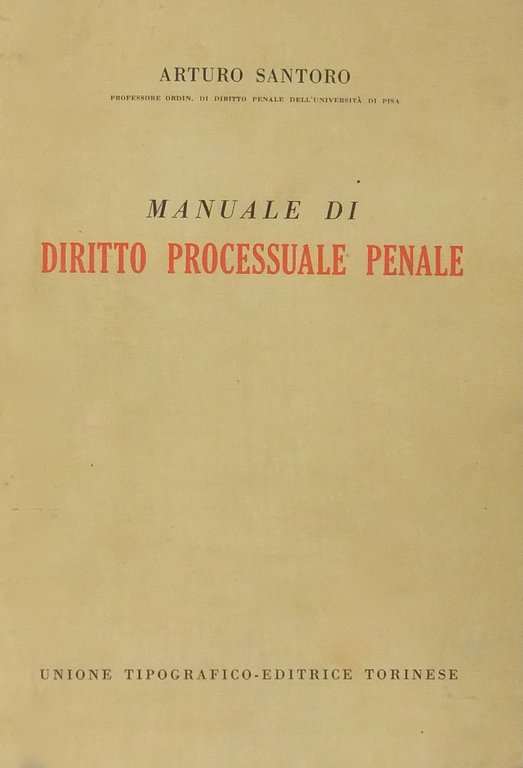 ARTURO SANTORO
PROFESSORE ORDIN. DI DIRITTO PENALE DELL'UNIVERSITÀ DI PISA
MANUALE DI
DIRITTO PROCESSUALE PENALE
UNIONE TIPOGRAFICO-EDITRICE TORINESE